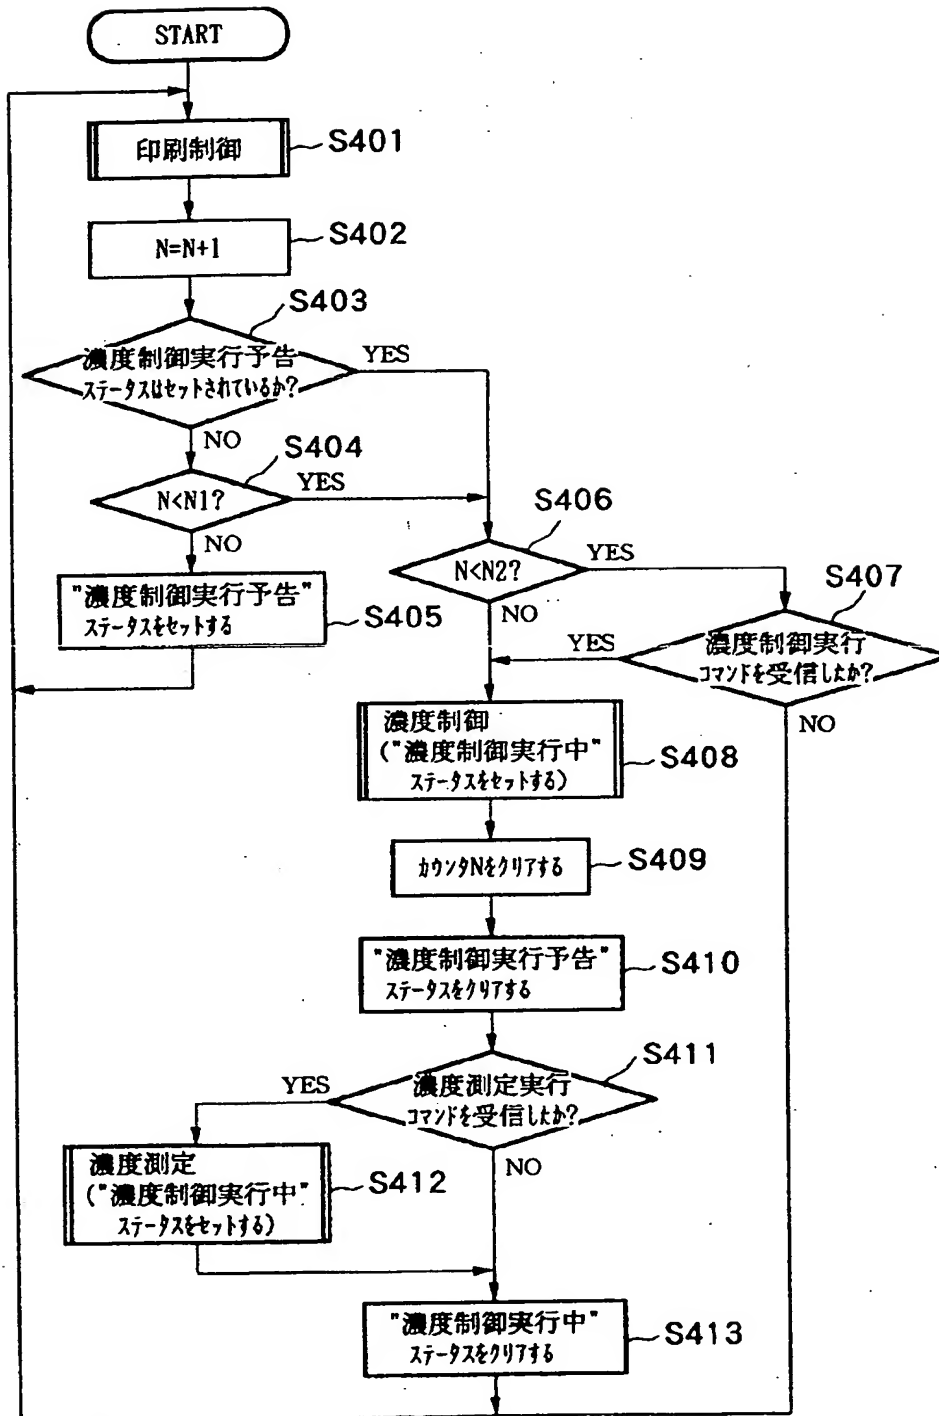 START
印刷制御
S401
N=N+1
S402
S403
濃度制御実行予告
ステータスはセットされているか?
YES
NO
S404
N<N1?
YES
NO
"濃度制御実行予告"
ステータスをセットする
S405
S406
N<N2?
YES
NO
S407
濃度制御実行
コマンドを受信したか?
YES
NO
濃度制御
("濃度制御実行中"
ステータスをセットする)
S408
カウンタNをクリアする
S409
"濃度制御実行予告"
ステータスをクリアする
S410
S411
濃度測定実行
コマンドを受信したか?
YES
NO
濃度測定
("濃度制御実行中"
ステータスをセットする)
S412
"濃度制御実行中"
ステータスをクリアする
S413